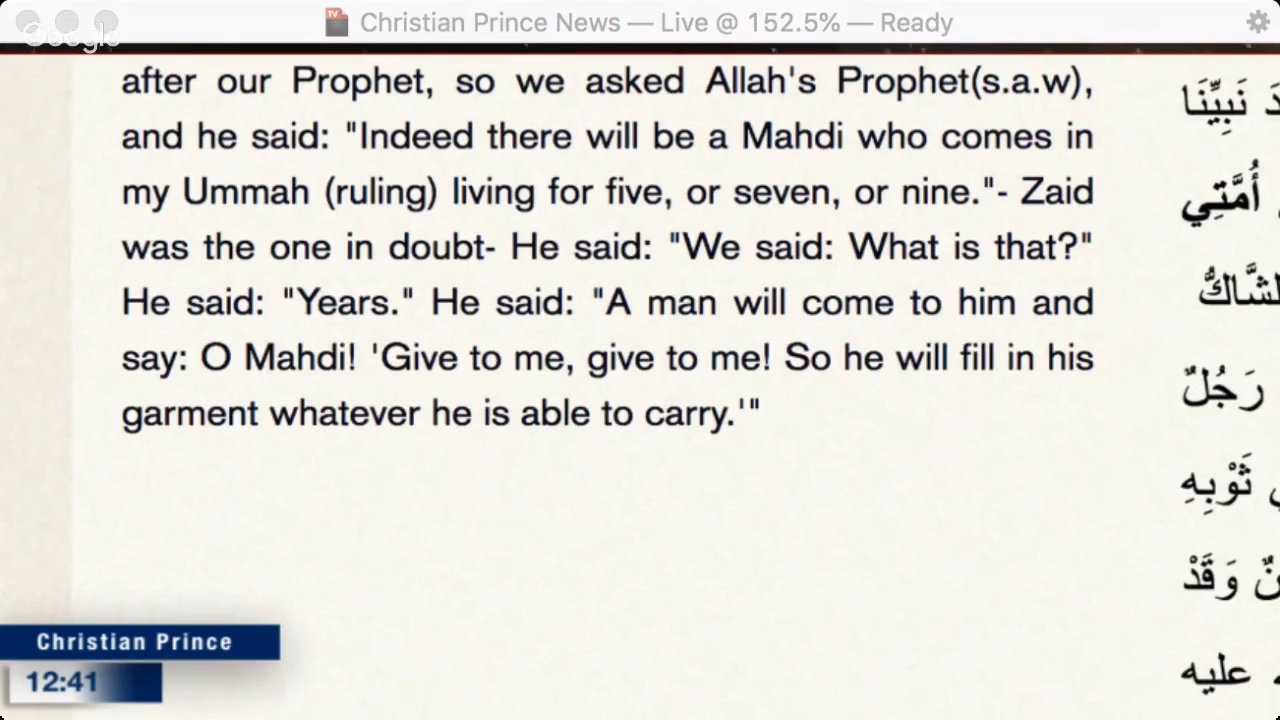 Google
Christian Prince News — Live @ 152.5% — Ready
after our Prophet, so we asked Allah's Prophet(s.a.w),
and he said: "Indeed there will be a Mahdi who comes in
my Ummah (ruling) living for five, or seven, or nine."- Zaid
was the one in doubt- He said: "We said: What is that?"
He said: "Years." He said: "A man will come to him and
say: O Mahdi! 'Give to me, give to me! So he will fill in his
garment whatever he is able to carry.'"
نَبِيِّنَا
أُمَّتِي
رَجُلٌ
ثَوْبِهِ
وَقَدْ
عليه
Christian Prince
12:41